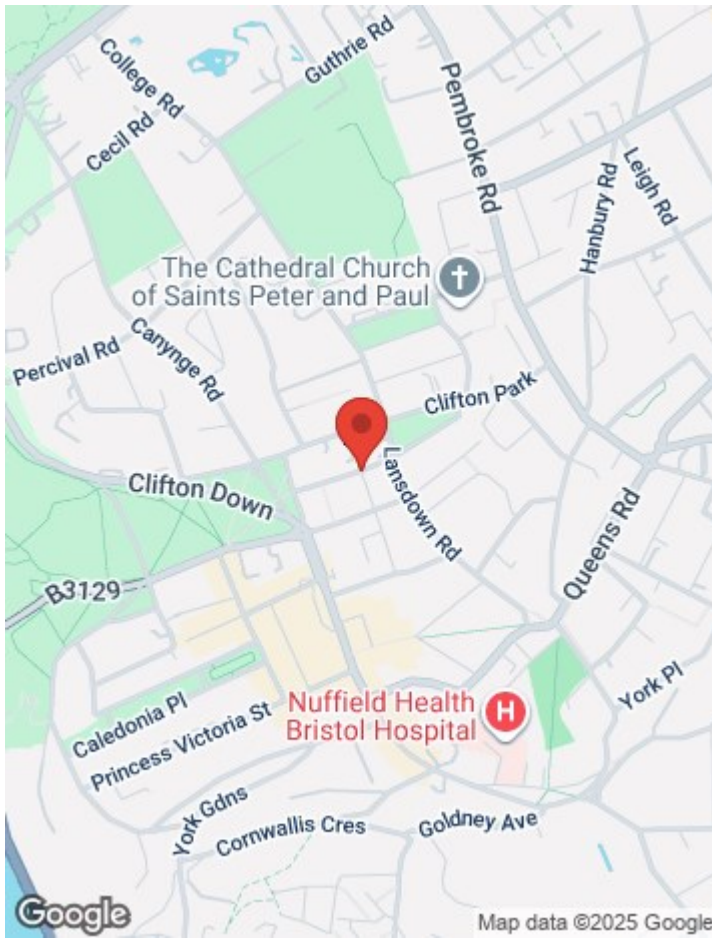 Guthrie Rd
College Rd
Cecil Rd
Pembroke Rd
Hanbury Rd
Leigh Rd
The Cathedral Church
of Saints Peter and Paul
Percival Rd
Canynge Rd
Clifton Park
Clifton Down
Lansdown Rd
Queens Rd
B3129
Caledonia Pl
Princess Victoria St
Nuffield Health
Bristol Hospital
H
York Pl
York Gdns
Cornwallis Cres
Goldney Ave
Google
Map data ©2025 Google